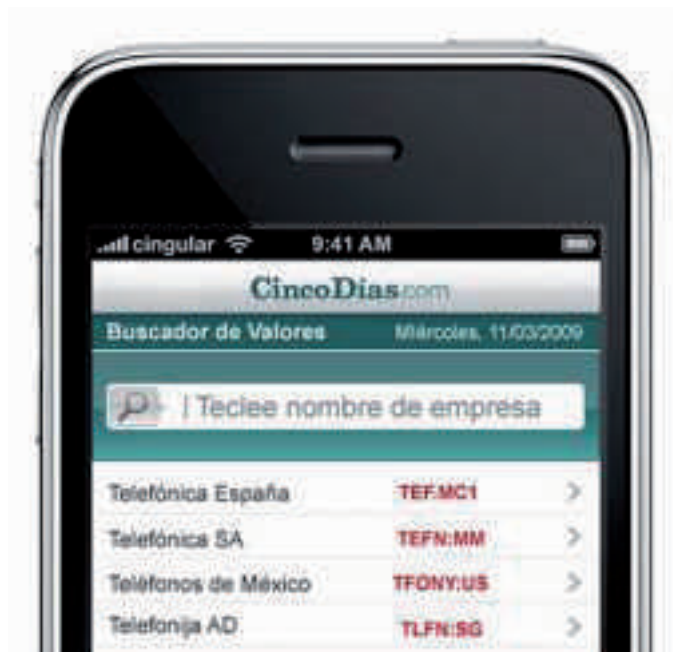 cingular 9:41 AM
CincoDias.com
Buscador de Valores Miércoles, 11/03/2009
Teclee nombre de empresa
Telefónica España TEF:MC1
Telefónica SA TEFN:MM
Teléfonos de México TFONY:US
Telefonija AD TLFN:SG